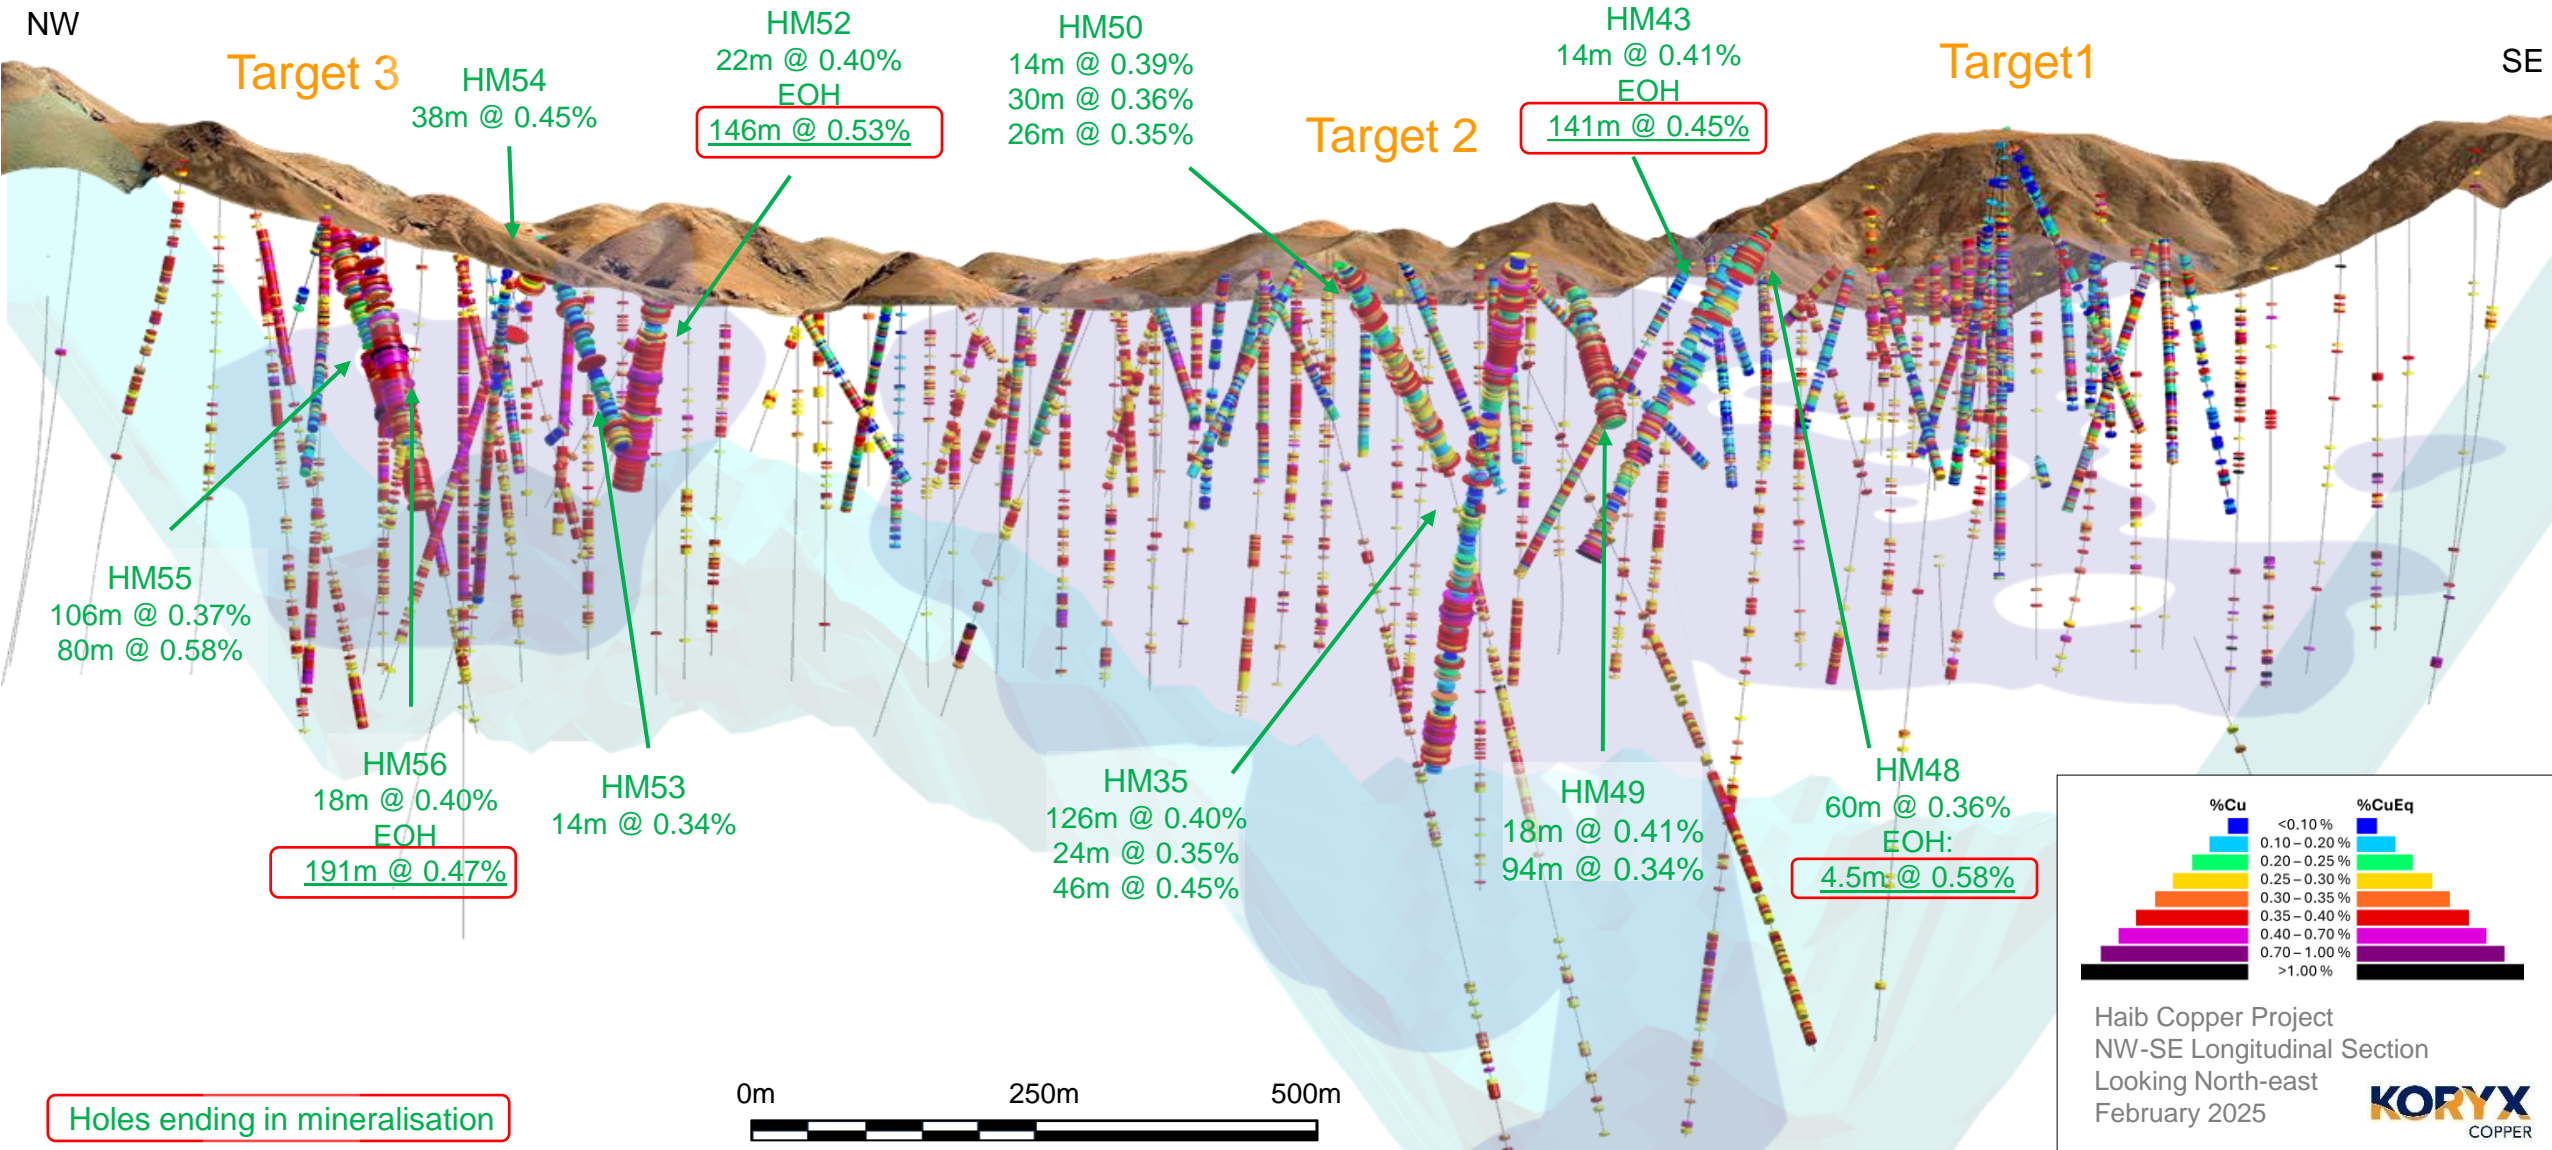 NW
SE
Target 3
HM54
38m @ 0.45%
HM52
22m @ 0.40%
EOH
146m @ 0.53%
HM50
14m @ 0.39%
30m @ 0.36%
26m @ 0.35%
Target 2
HM43
14m @ 0.41%
EOH
141m @ 0.45%
Target1
HM55
106m @ 0.37%
80m @ 0.58%
HM56
18m @ 0.40%
EOH
191m @ 0.47%
HM53
14m @ 0.34%
HM35
126m @ 0.40%
24m @ 0.35%
46m @ 0.45%
HM49
18m @ 0.41%
94m @ 0.34%
HM48
60m @ 0.36%
EOH:
4.5m @ 0.58%
%Cu %CuEq
<0.10 %
0.10 – 0.20 %
0.20 – 0.25 %
0.25 – 0.30 %
0.30 – 0.35 %
0.35 – 0.40 %
0.40 – 0.70 %
0.70 – 1.00 %
>1.00 %
Haib Copper Project
NW-SE Longitudinal Section
Looking North-east
February 2025
KORYX
COPPER
0m 250m 500m
Holes ending in mineralisation